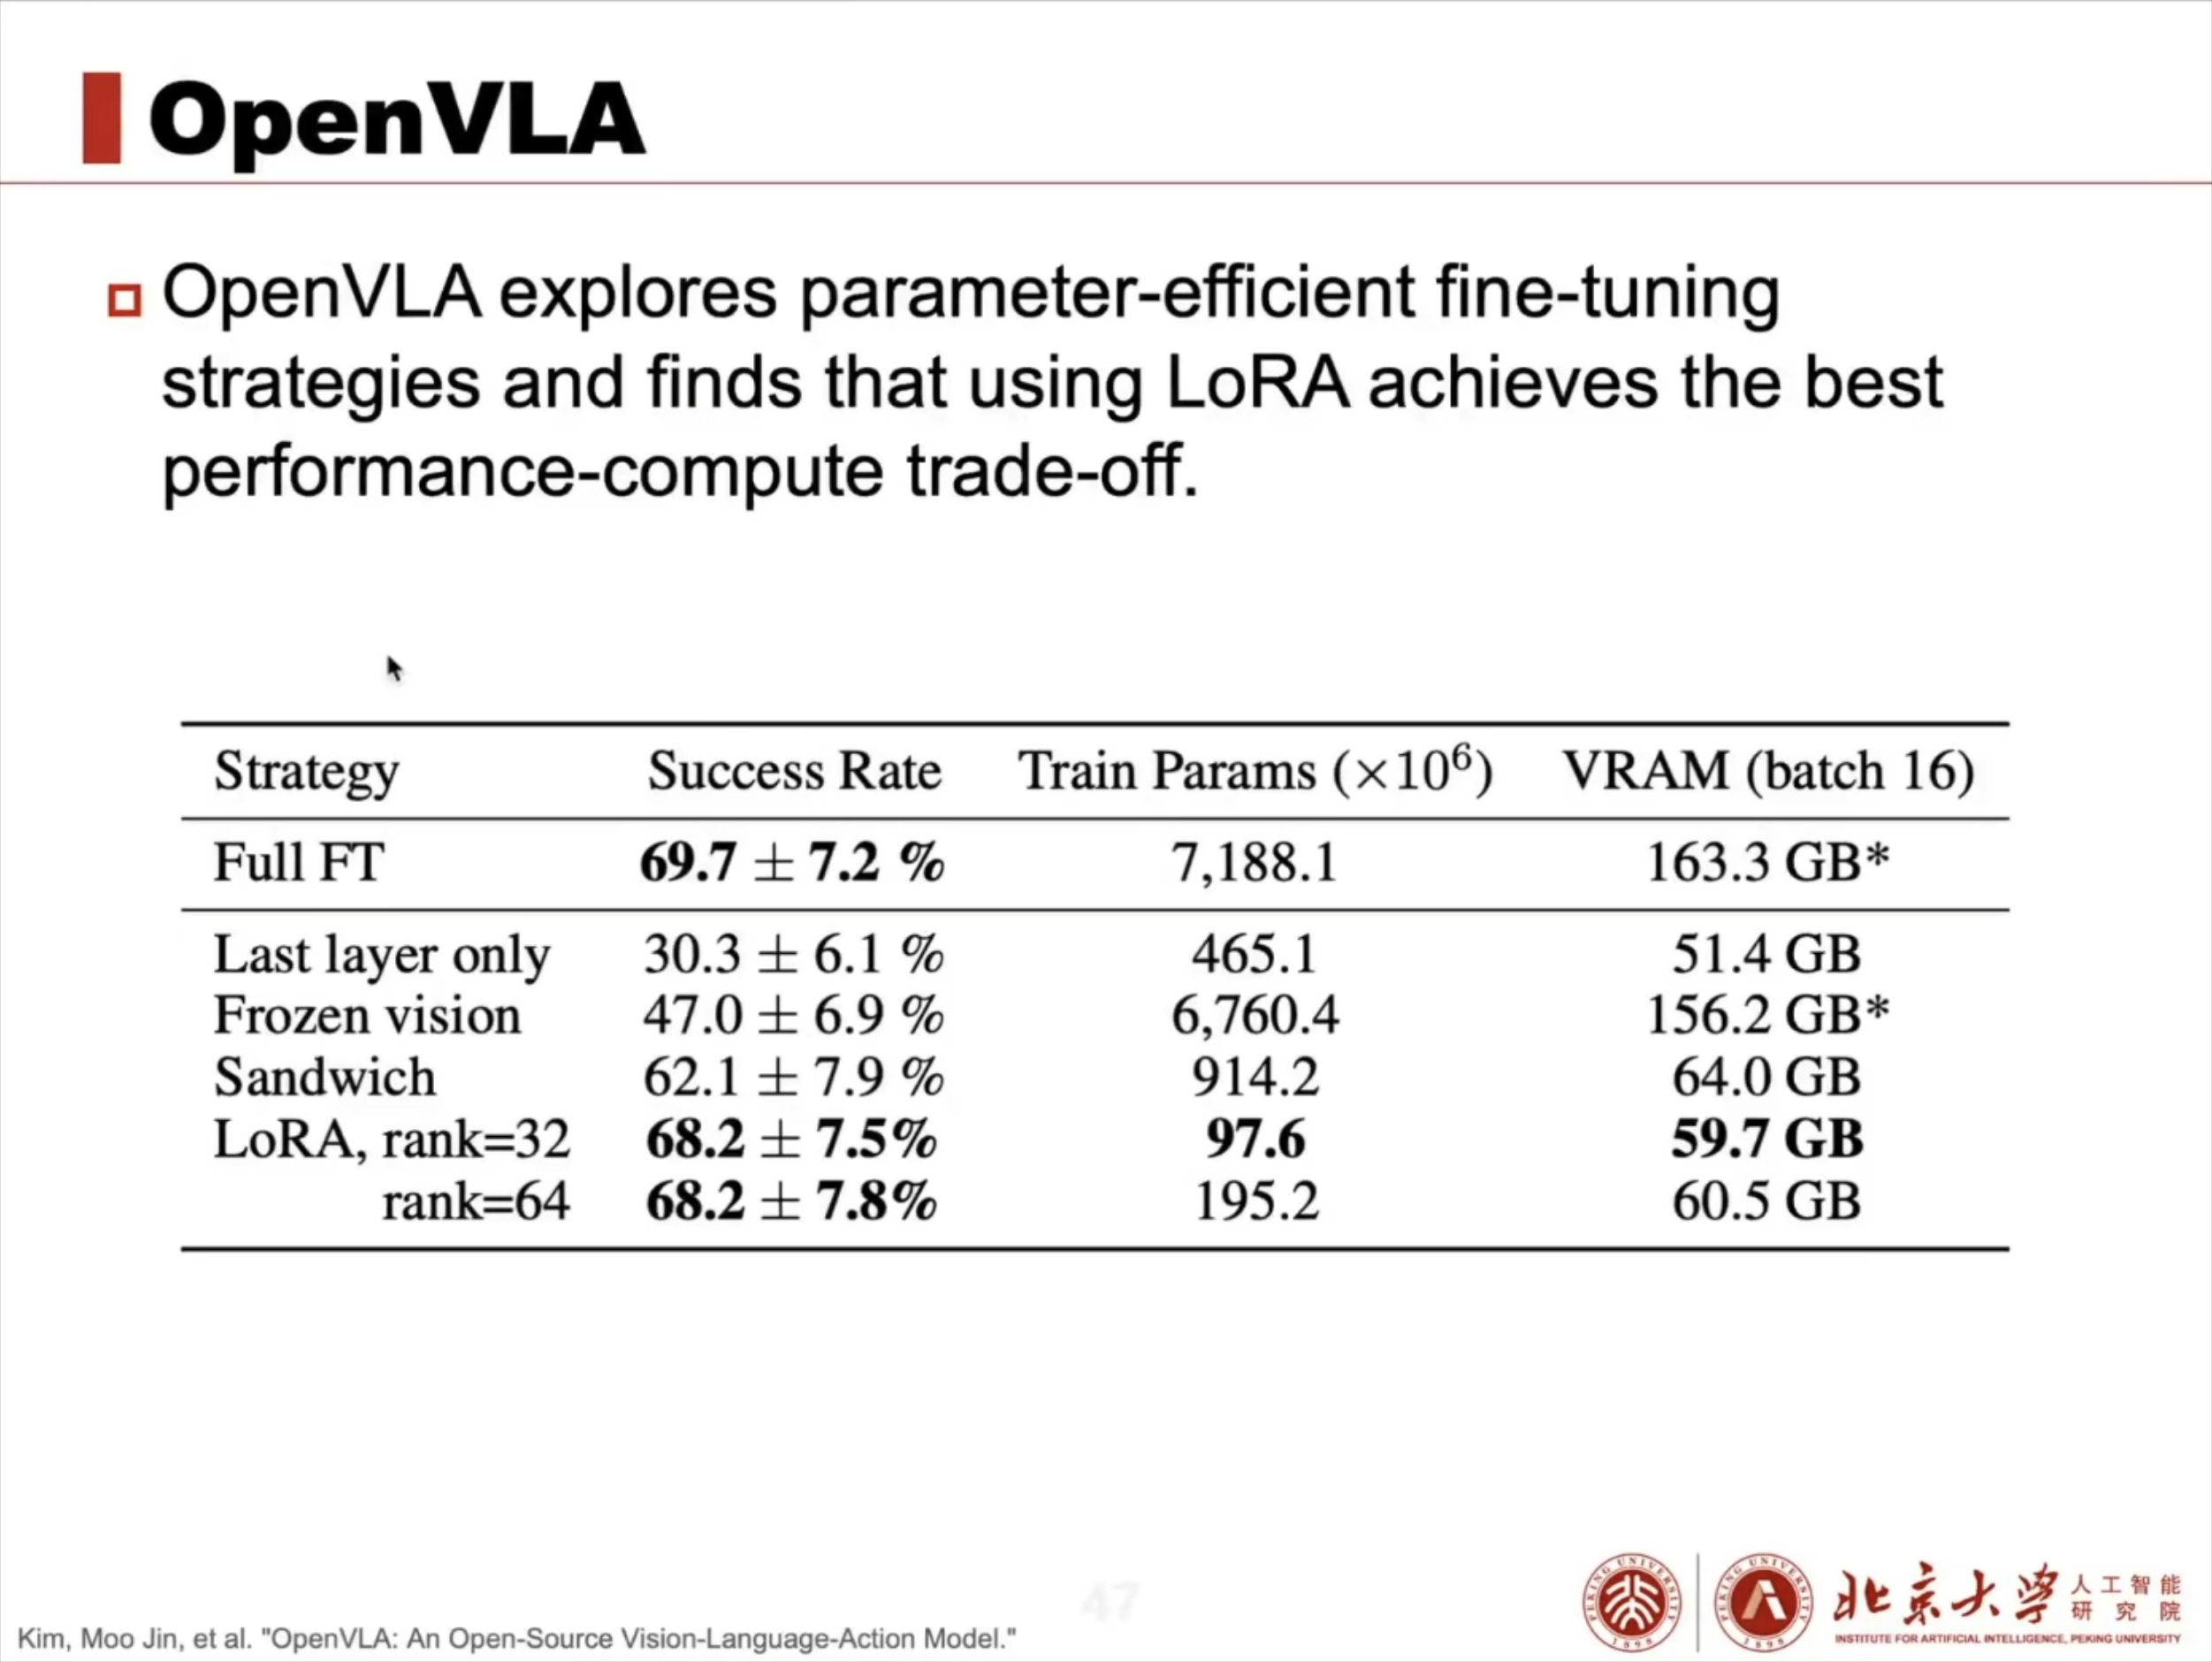 OpenVLA
OpenVLA explores parameter-efficient fine-tuning
strategies and finds that using LoRA achieves the best
performance-compute trade-off.
Strategy Success Rate Train Params (×10⁶) VRAM (batch 16)
Full FT 69.7 ± 7.2 % 7,188.1 163.3 GB*
Last layer only 30.3 ± 6.1 % 465.1 51.4 GB
Frozen vision 47.0 ± 6.9 % 6,760.4 156.2 GB*
Sandwich 62.1 ± 7.9 % 914.2 64.0 GB
LoRA, rank=32 68.2 ± 7.5% 97.6 59.7 GB
rank=64 68.2 ± 7.8% 195.2 60.5 GB
47
Kim, Moo Jin, et al. "OpenVLA: An Open-Source Vision-Language-Action Model."
PEKING UNIVERSITY
1898
PEKING UNIVERSITY
1898
北京大学
人工智能
研究院
INSTITUTE FOR ARTIFICIAL INTELLIGENCE, PEKING UNIVERSITY